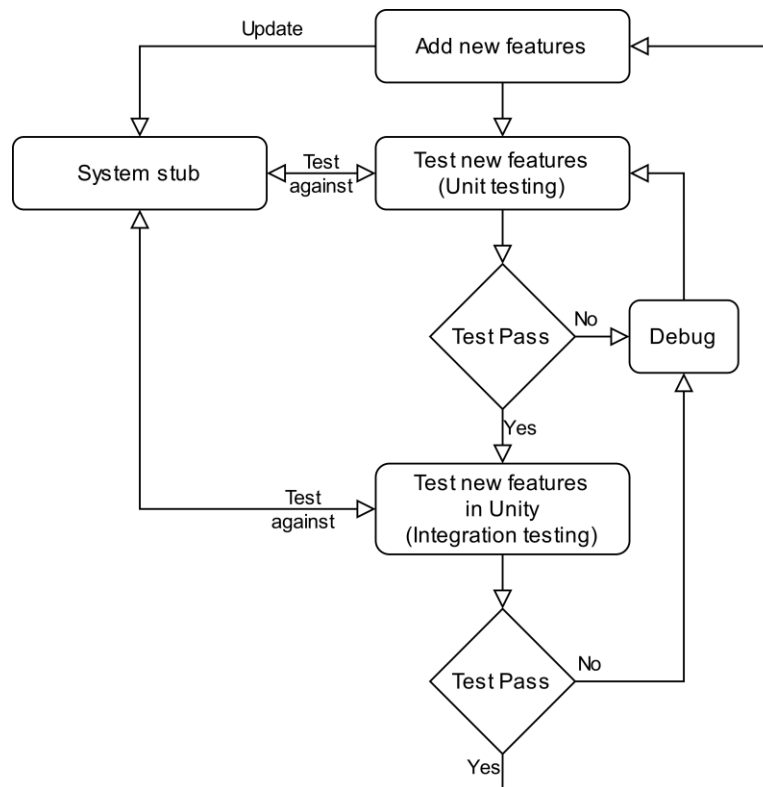 Update
Add new features
System stub
Test
against
Test new features
(Unit testing)
Test Pass
No
Debug
Yes
Test new features
in Unity
(Integration testing)
Test
against
Test Pass
No
Yes